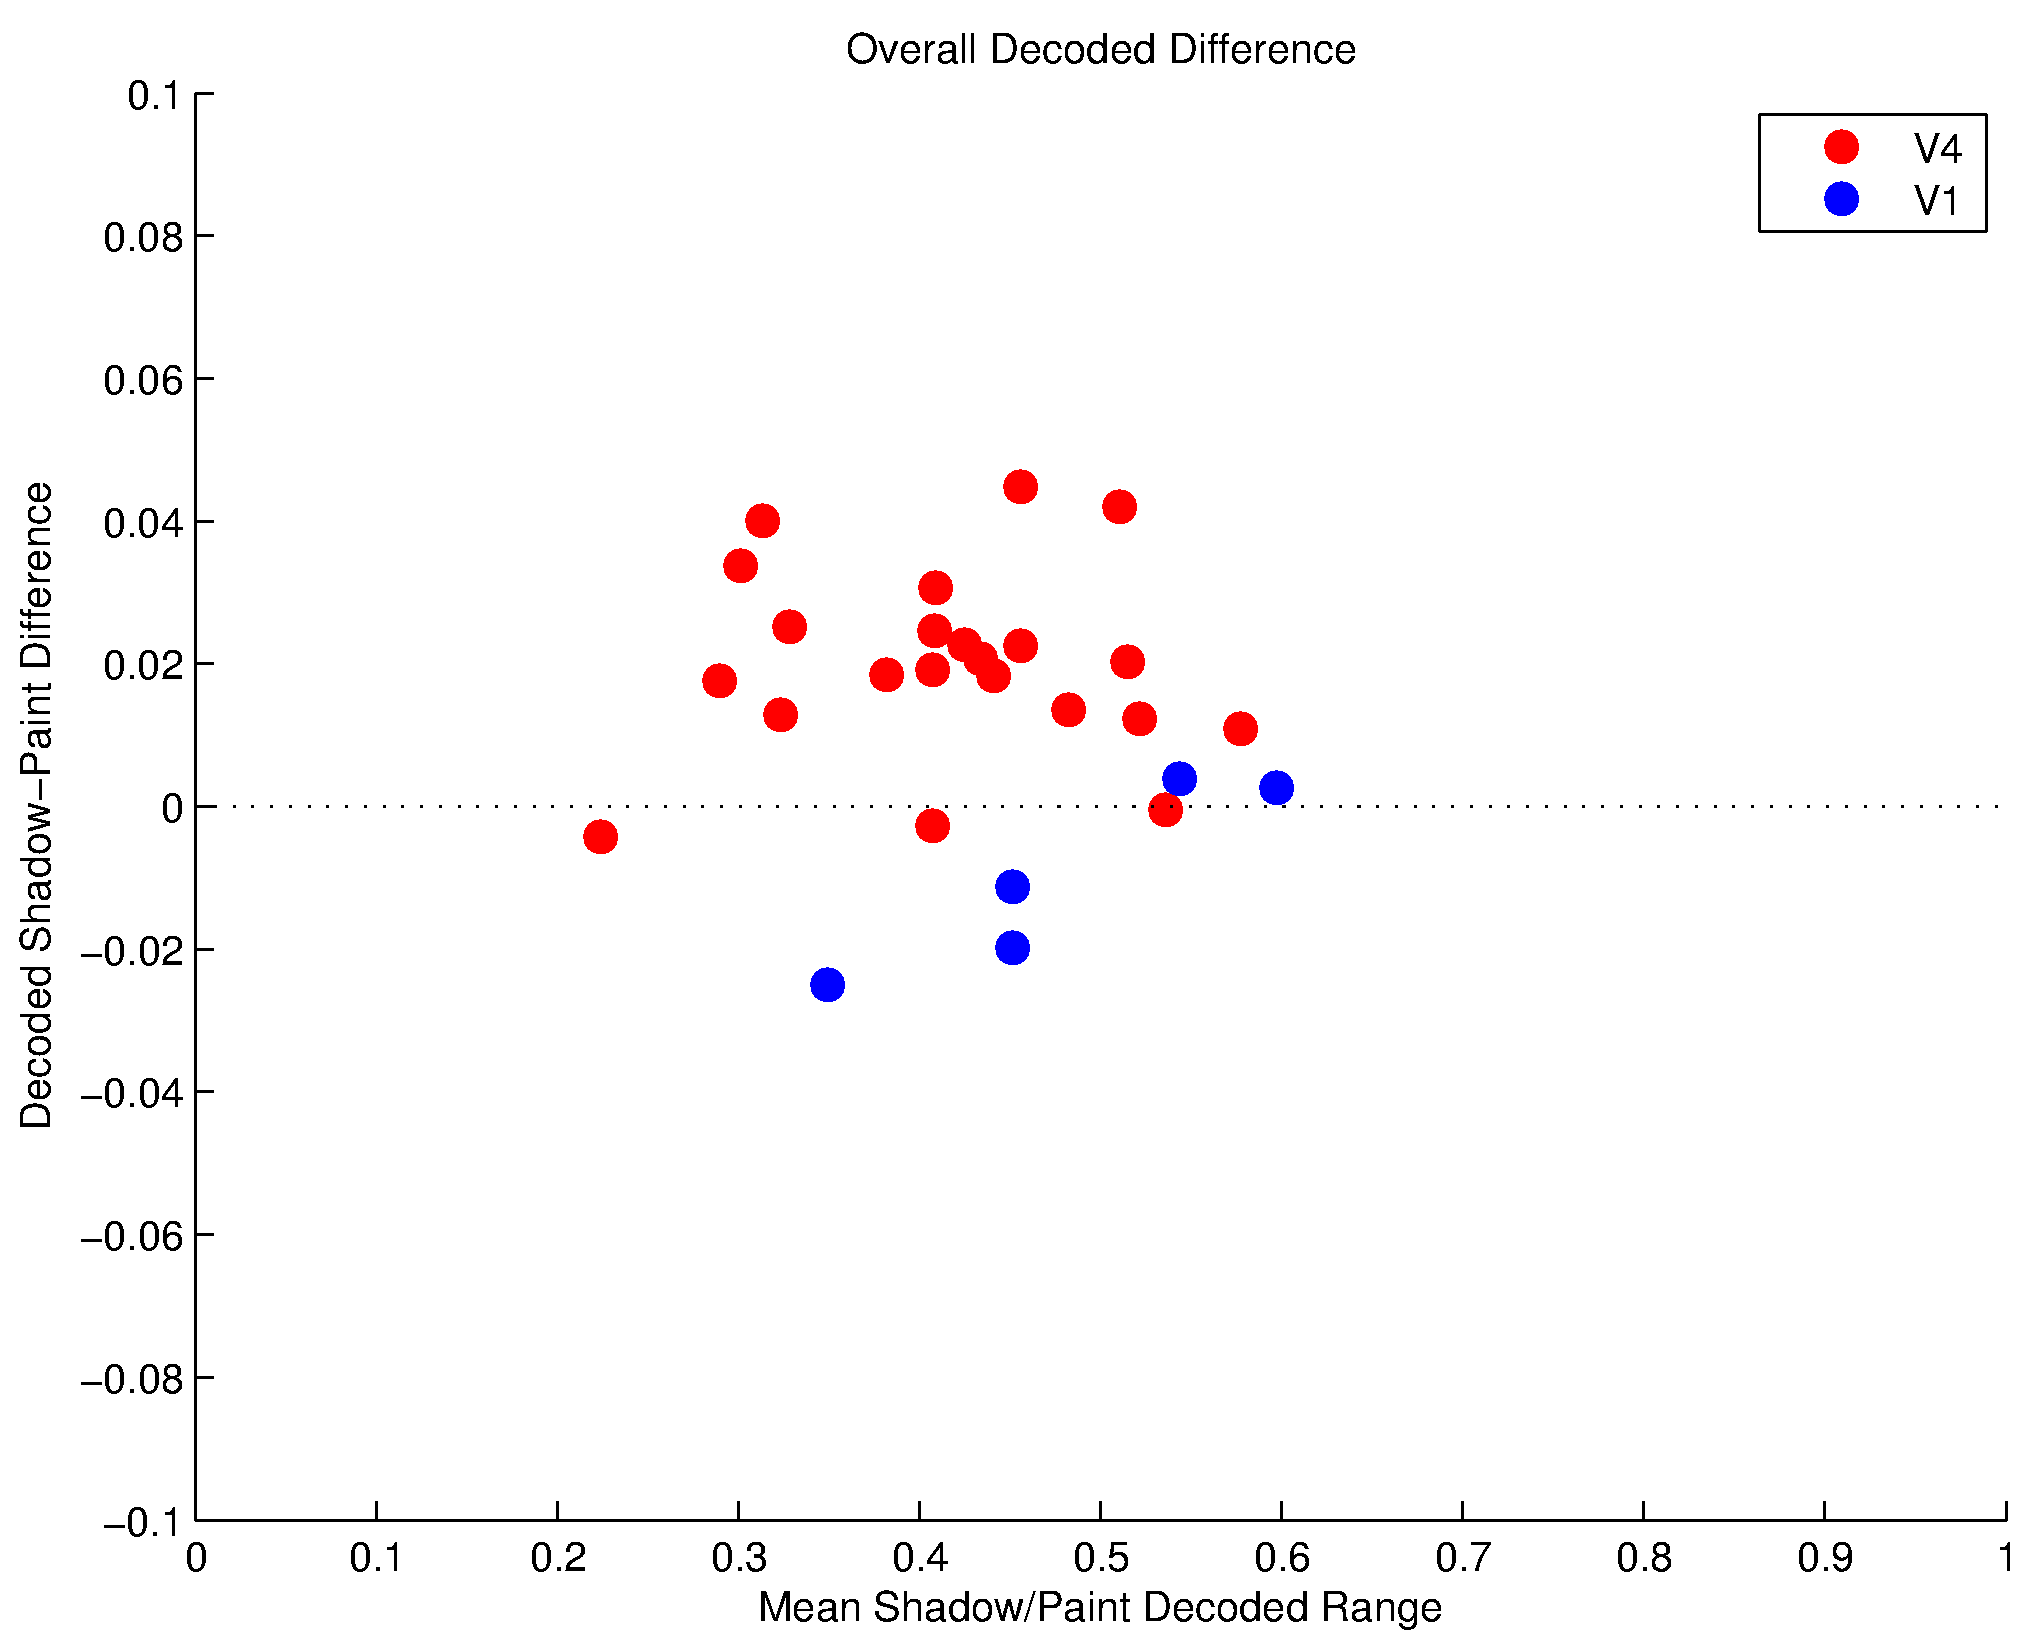 Overall Decoded Difference
V4
V1
0.1
0.08
0.06
0.04
0.02
0
−0.02
−0.04
−0.06
−0.08
−0.1
Decoded Shadow−Paint Difference
0 0.1 0.2 0.3 0.4 0.5 0.6 0.7 0.8 0.9 1
Mean Shadow/Paint Decoded Range